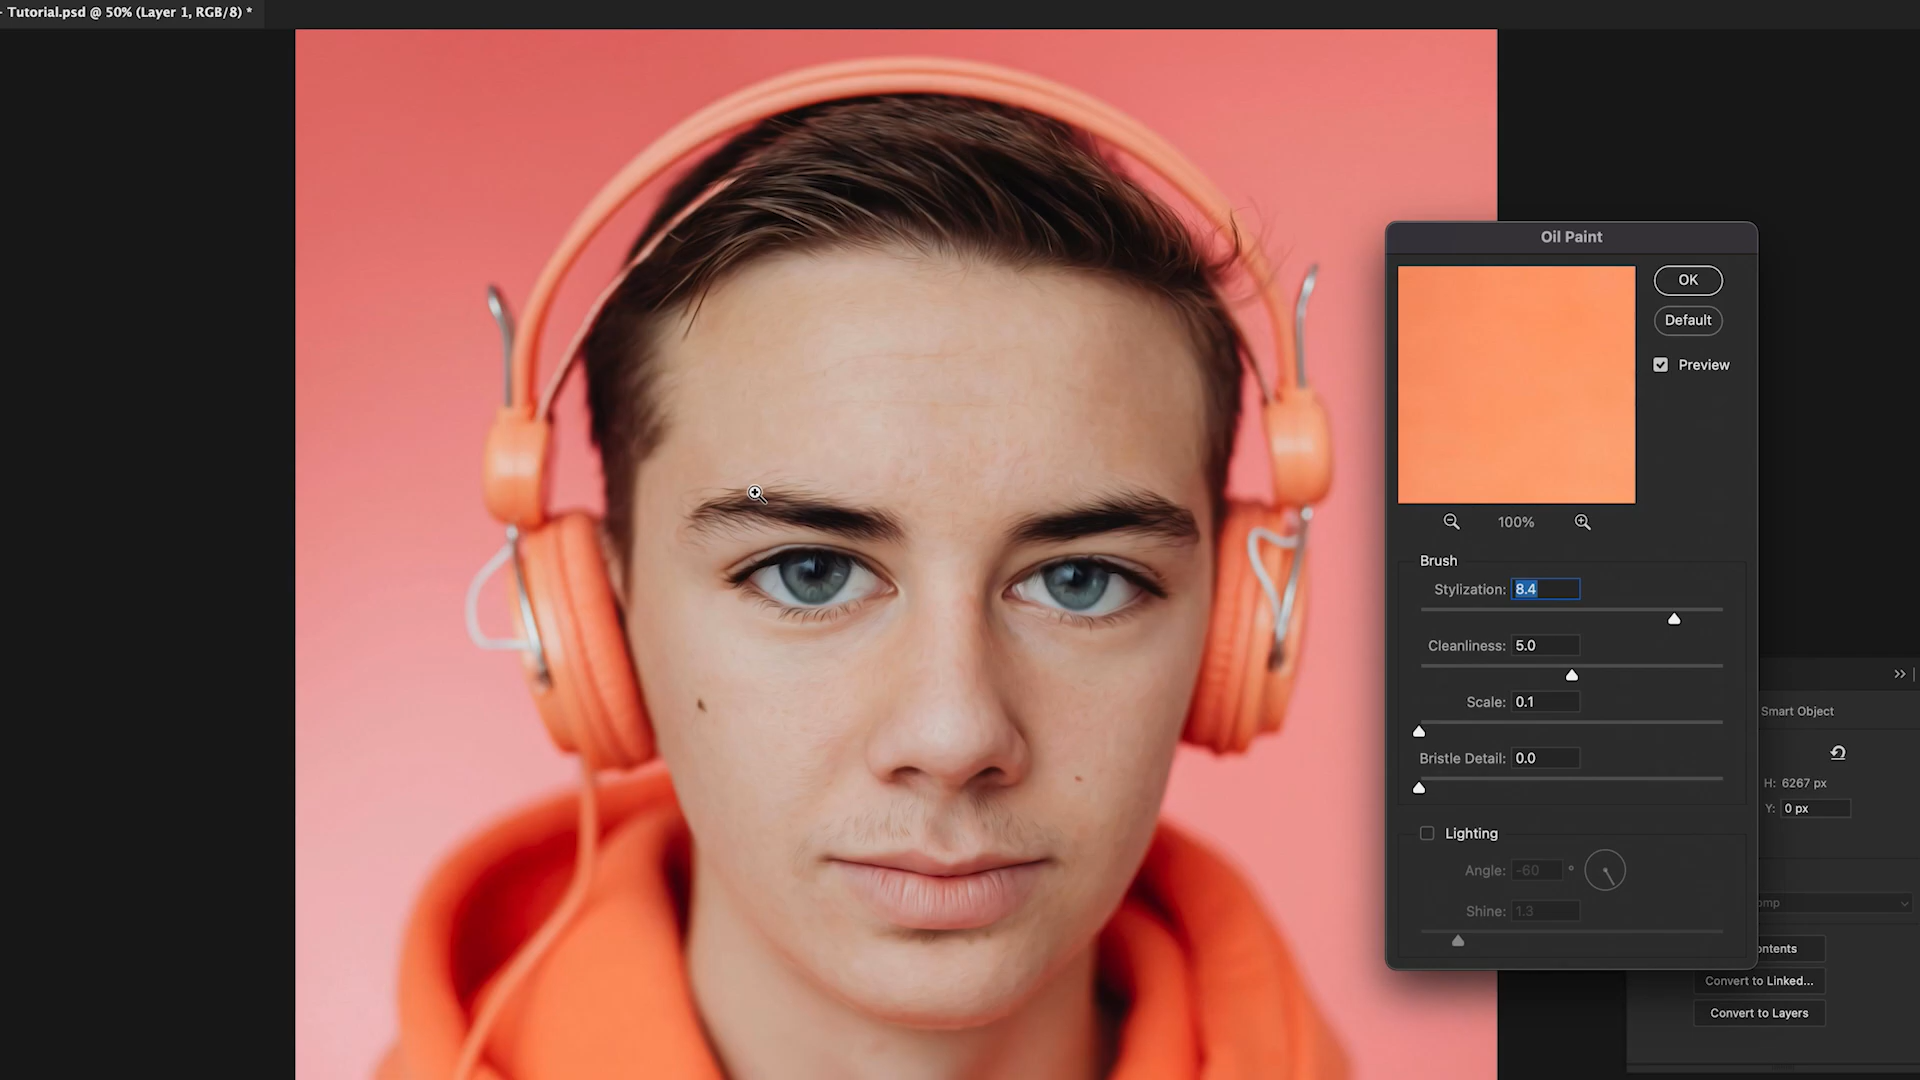 - Tutorial.psd @ 50% (Layer 1, RGB/8) *
Oil Paint
OK
Default
Preview
100%
Brush
Stylization: 8.4
Cleanliness: 5.0
Scale: 0.1
Bristle Detail: 0.0
Lighting
Angle: -60 °
Shine: 1.3
Smart Object
H: 6267 px
Y: 0 px
omp
ontents
Convert to Linked...
Convert to Layers